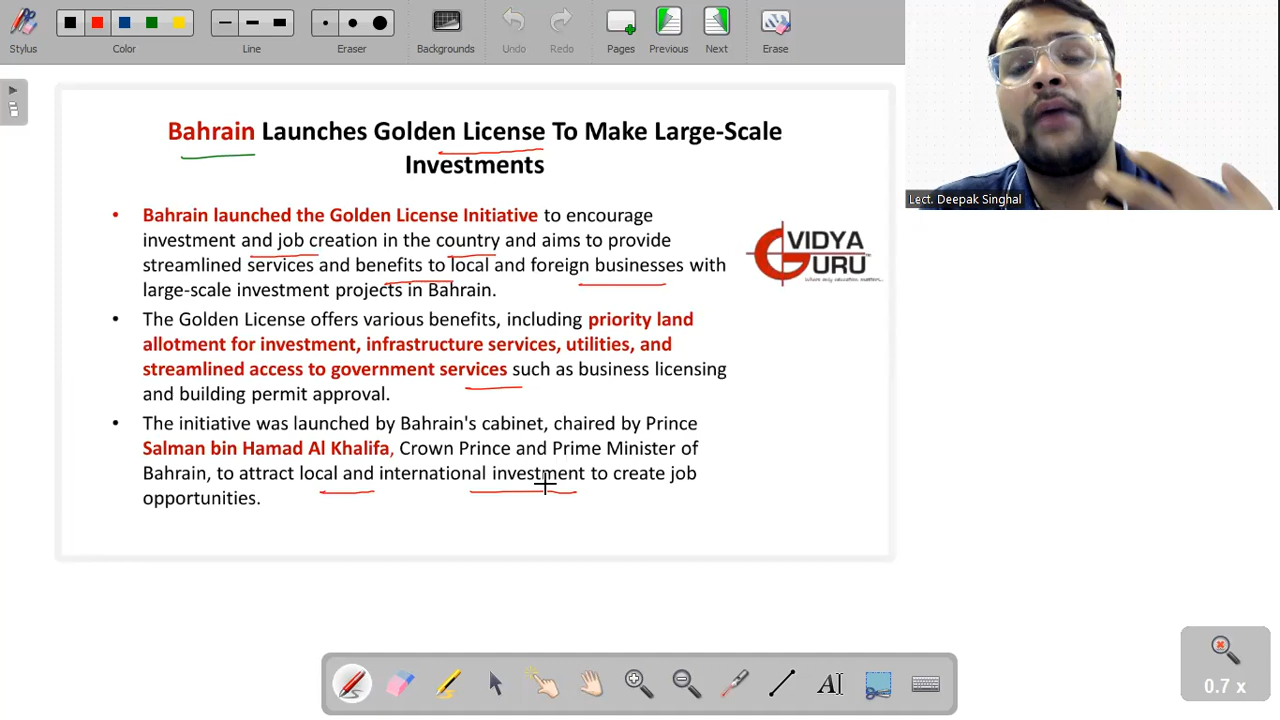 Stylus
Color
Line
Eraser
Backgrounds
Undo
Redo
Pages
Previous
Next
Erase
Lect. Deepak Singhal
Bahrain Launches Golden License To Make Large-Scale
Investments
• Bahrain launched the Golden License Initiative to encourage
investment and job creation in the country and aims to provide
streamlined services and benefits to local and foreign businesses with
large-scale investment projects in Bahrain.
• The Golden License offers various benefits, including priority land
allotment for investment, infrastructure services, utilities, and
streamlined access to government services such as business licensing
and building permit approval.
• The initiative was launched by Bahrain's cabinet, chaired by Prince
Salman bin Hamad Al Khalifa, Crown Prince and Prime Minister of
Bahrain, to attract local and international investment to create job
opportunities.
VIDYA
GURU
Where only education matters...
AI
0.7 x